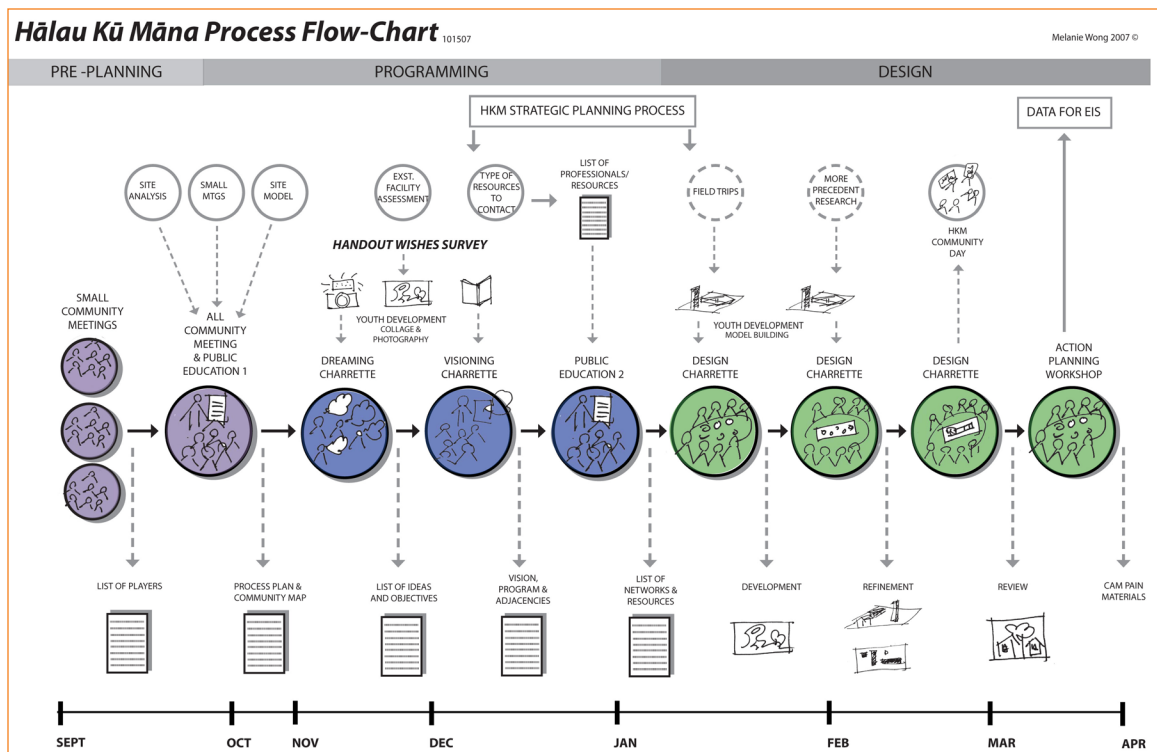 Hālau Kū Māna Process Flow-Chart 101507
Melanie Wong 2007 ©
PRE -PLANNING
PROGRAMMING
DESIGN
HKM STRATEGIC PLANNING PROCESS
DATA FOR EIS
SITE
ANALYSIS
SMALL
MTGS
SITE
MODEL
EXST.
FACILITY
ASSESSMENT
TYPE OF
RESOURCES
TO
CONTACT
LIST OF
PROFESSIONALS/
RESOURCES
FIELD TRIPS
MORE
PRECEDENT
RESEARCH
HKM
COMMUNITY
DAY
HANDOUT WISHES SURVEY
YOUTH DEVELOPMENT
COLLAGE &
PHOTOGRAPHY
YOUTH DEVELOPMENT
MODEL BUILDING
SMALL
COMMUNITY
MEETINGS
ALL
COMMUNITY
MEETING
& PUBLIC
EDUCATION 1
DREAMING
CHARRETTE
VISIONING
CHARRETTE
PUBLIC
EDUCATION 2
DESIGN
CHARRETTE
DESIGN
CHARRETTE
DESIGN
CHARRETTE
ACTION
PLANNING
WORKSHOP
LIST OF PLAYERS
PROCESS PLAN &
COMMUNITY MAP
LIST OF IDEAS
AND OBJECTIVES
VISION,
PROGRAM &
ADJACENCIES
LIST OF
NETWORKS &
RESOURCES
DEVELOPMENT
REFINEMENT
REVIEW
CAM PAIN
MATERIALS
SEPT
OCT
NOV
DEC
JAN
FEB
MAR
APR